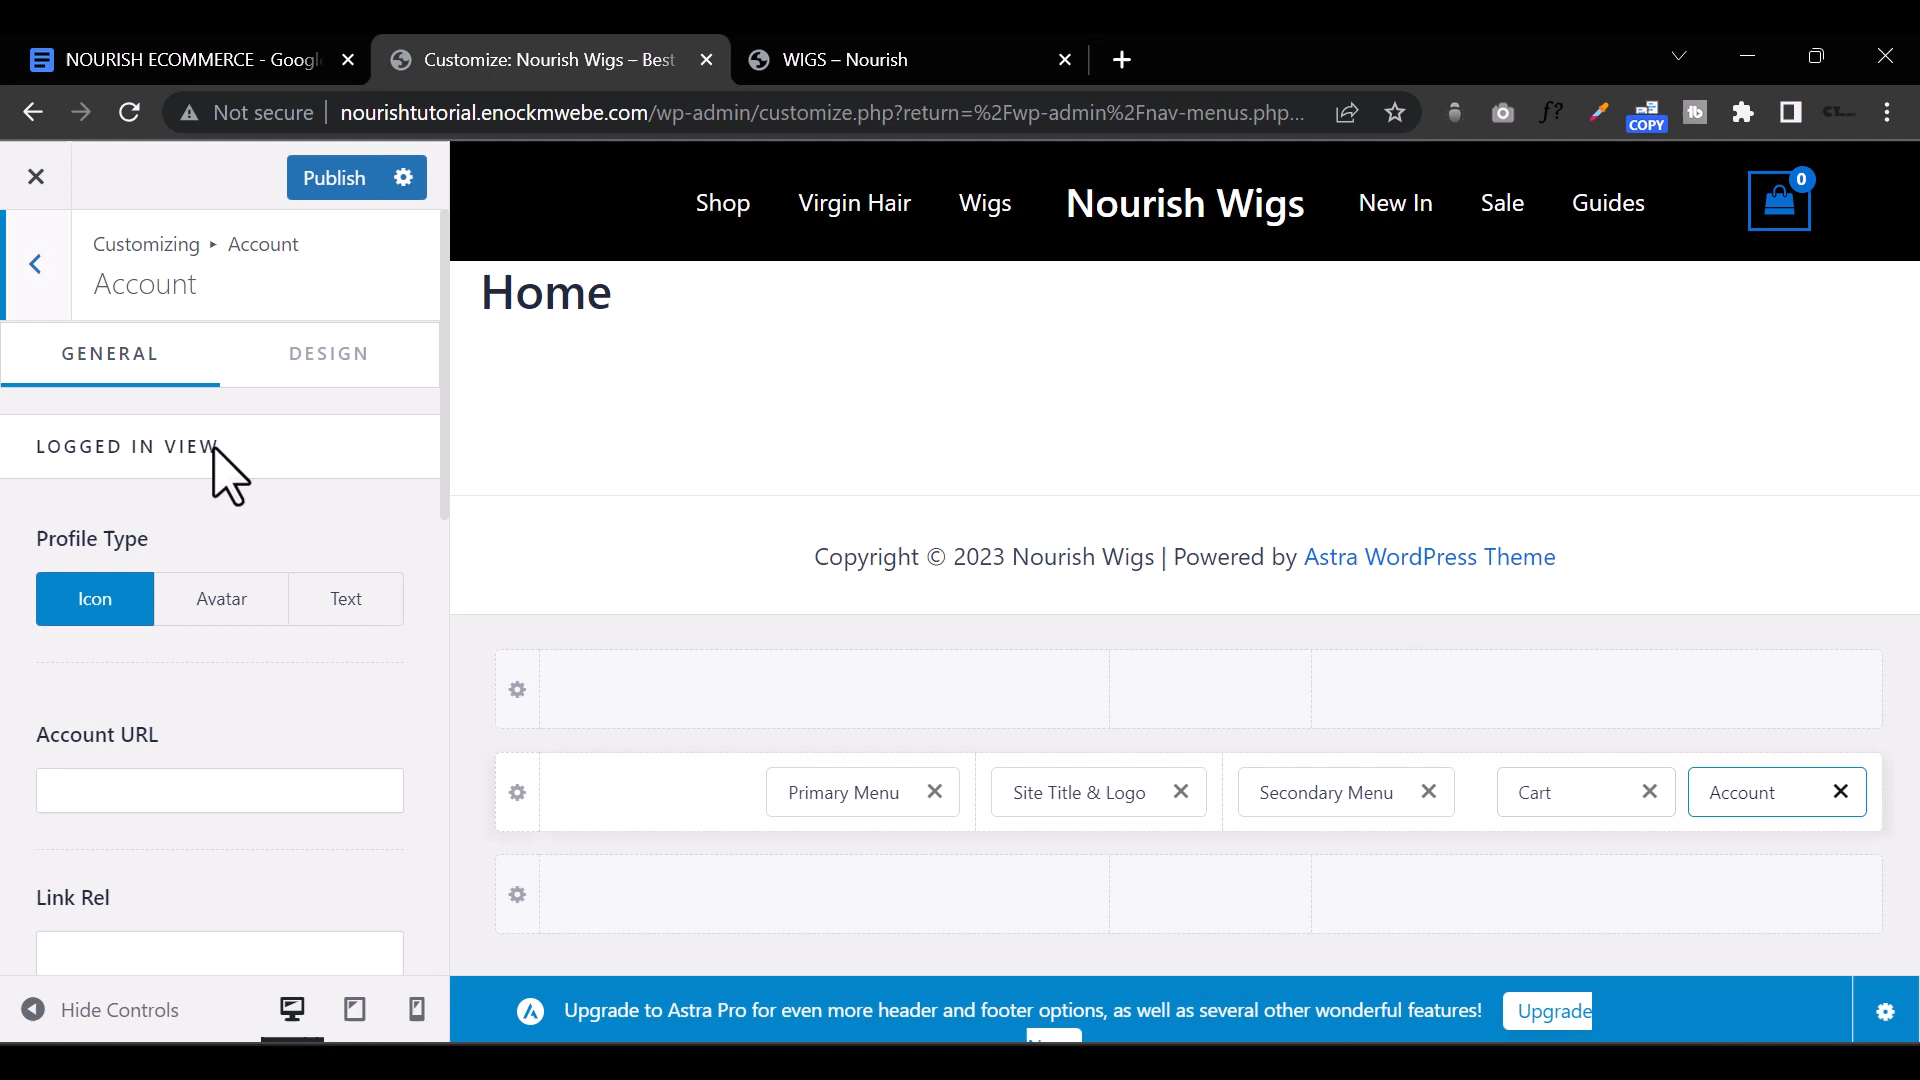 NOURISH ECOMMERCE - Googl
Customize: Nourish Wigs – Best
WIGS – Nourish
Not secure
nourishtutorial.enockmwebe.com/wp-admin/customize.php?return=%2Fwp-admin%2Fnav-menus.php...
f?
COPY
tb
Publish
Customizing ▸ Account
Account
GENERAL
DESIGN
LOGGED IN VIEW
Profile Type
Icon
Avatar
Text
Account URL
Link Rel
Hide Controls
Shop
Virgin Hair
Wigs
Nourish Wigs
New In
Sale
Guides
0
Home
Copyright © 2023 Nourish Wigs | Powered by Astra WordPress Theme
Primary Menu
Site Title & Logo
Secondary Menu
Cart
Account
Upgrade to Astra Pro for even more header and footer options, as well as several other wonderful features!
Upgrade